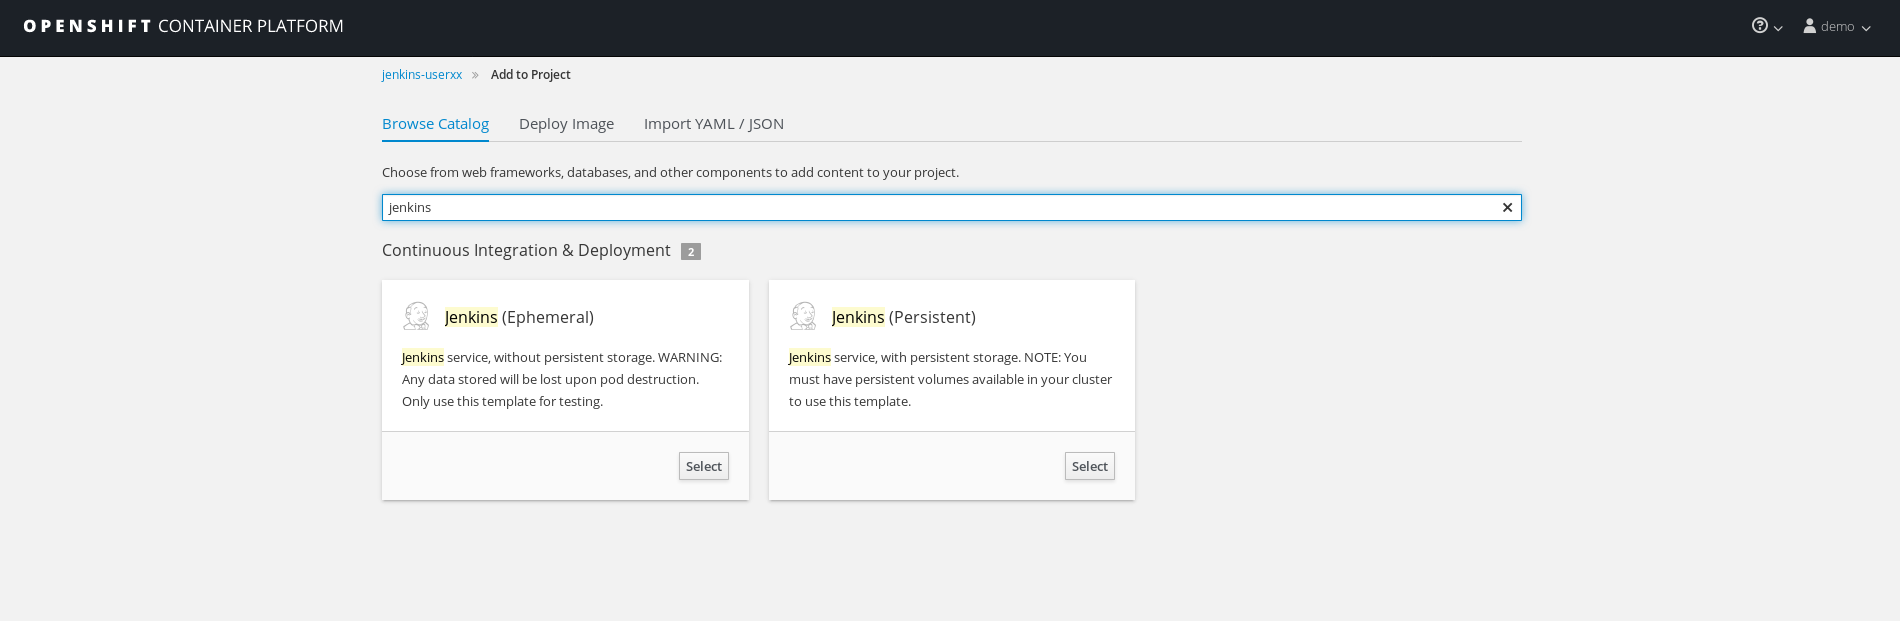 OPENSHIFT CONTAINER PLATFORM
demo
jenkins-userxx » Add to Project
Browse Catalog Deploy Image Import YAML / JSON
Choose from web frameworks, databases, and other components to add content to your project.
jenkins
Continuous Integration & Deployment 2
Jenkins (Ephemeral)
Jenkins service, without persistent storage. WARNING:
Any data stored will be lost upon pod destruction.
Only use this template for testing.
Select
Jenkins (Persistent)
Jenkins service, with persistent storage. NOTE: You
must have persistent volumes available in your cluster
to use this template.
Select